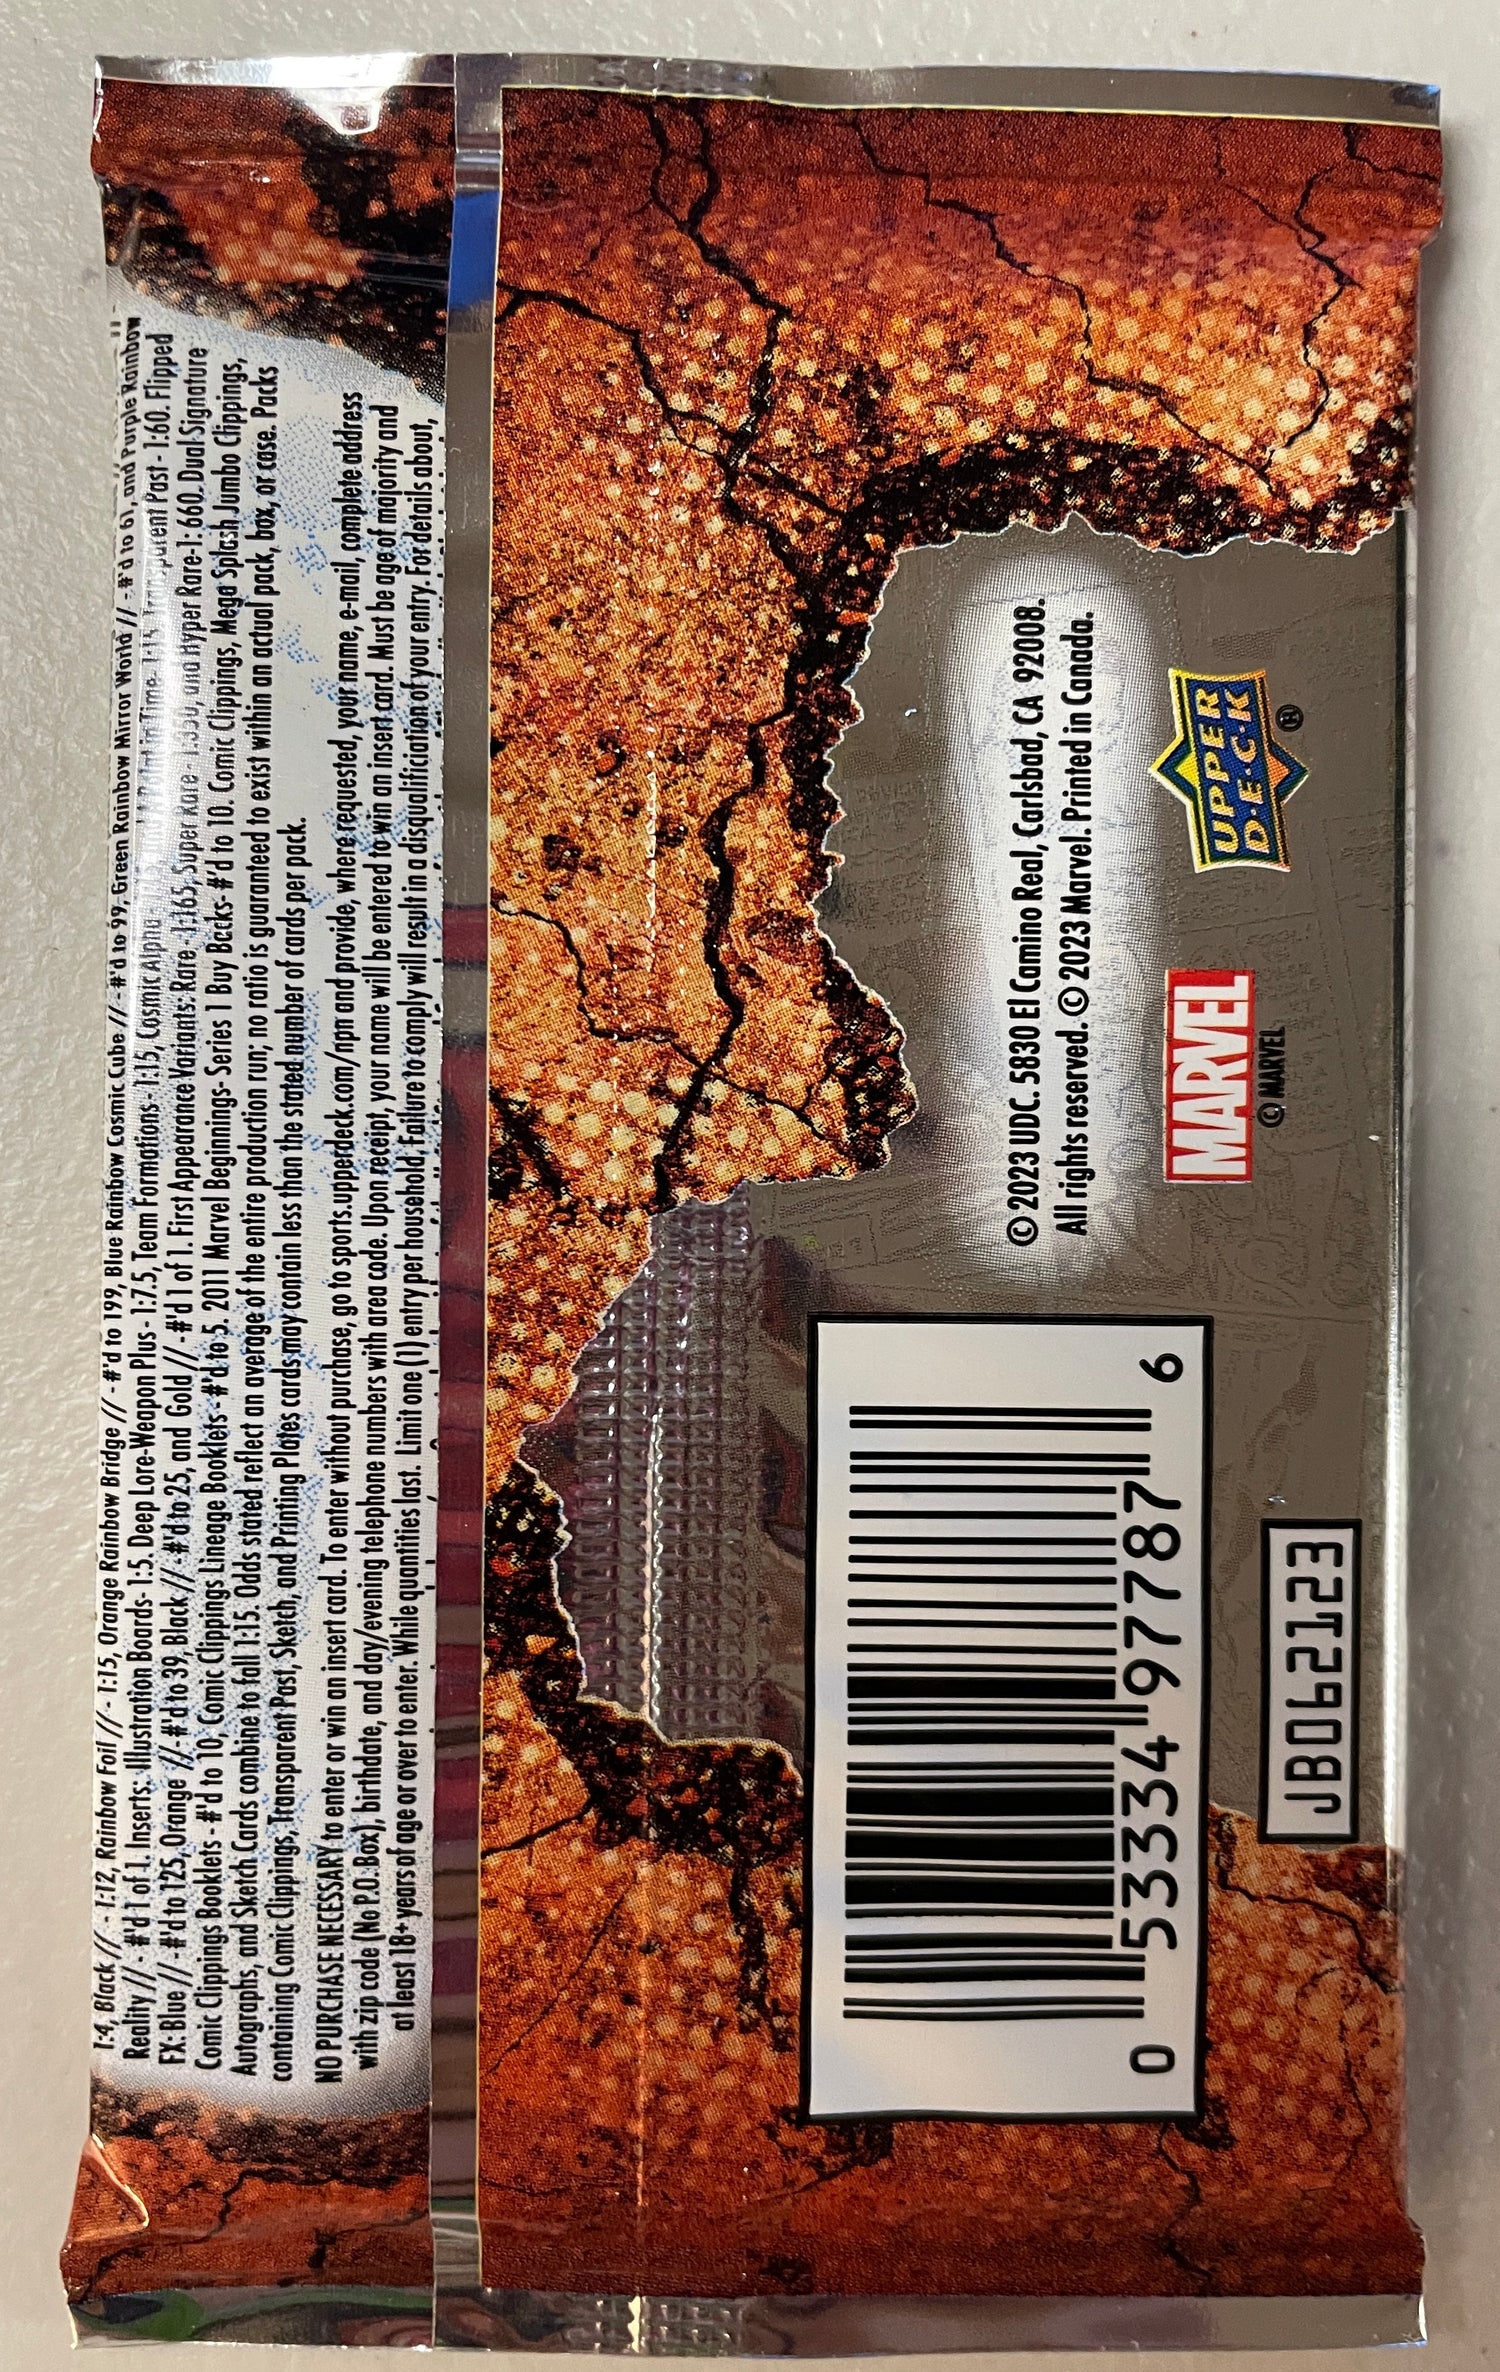 1:4, Black // - 1:12, Rainbow Foil // - 1:15, Orange Rainbow Bridge // - #'d to 199, Blue Rainbow Cosmic Cube // - #'d to 99, Green Rainbow Mirror World // - #'d to 61, and Purple Rainbow
Reality // - #'d 1 of 1. Inserts: Illustration Boards- 1:5. Deep Lore-Weapon Plus - 1:7.5, Team Formations - 1:15, Cosmic Alpha Past - 1:60. Flipped
FX: Blue // - #'d to 125, Orange // - #'d to 39, Black // - #'d to 25, and Gold // - #'d 1 of 1. First Appearance Variants: Rare - 1:165, Super Rare - 1:330, and Hyper Rare-1: 660. Dual Signature
Comic Clippings Booklets - #'d to 10, Comic Clippings Lineage Booklets - #'d to 5. 2011 Marvel Beginnings- Series 1 Buy Backs- #'d to 10. Comic Clippings, Mega Splash Jumbo Clippings,
Autographs, and Sketch Cards combine to fall 1:15. Odds stated reflect an average of the entire production run, no ratio is guaranteed to exist within an actual pack, box, or case. Packs
containing Comic Clippings, Transparent Past, Sketch, and Printing Plates cards may contain less than the stated number of cards per pack.
NO PURCHASE NECESSARY to enter or win an insert card. To enter without purchase, go to sports.upperdeck.com/npn and provide, where requested, your name, e-mail, complete address
with zip code (No P.O. Box), birthdate, and day/evening telephone numbers with area code. Upon receipt, your name will be entered to win an insert card. Must be age of majority and
at least 18+ years of age or over to enter. While quantities last. Limit one (1) entry per household. Failure to comply will result in a disqualification of your entry. For details about,
© 2023 UDC. 5830 El Camino Real, Carlsbad, CA 92008.
All rights reserved. © 2023 Marvel. Printed in Canada.
MARVEL
© MARVEL
UPPER
D·E·C·K
®
0 53334 97787 6
JB062123